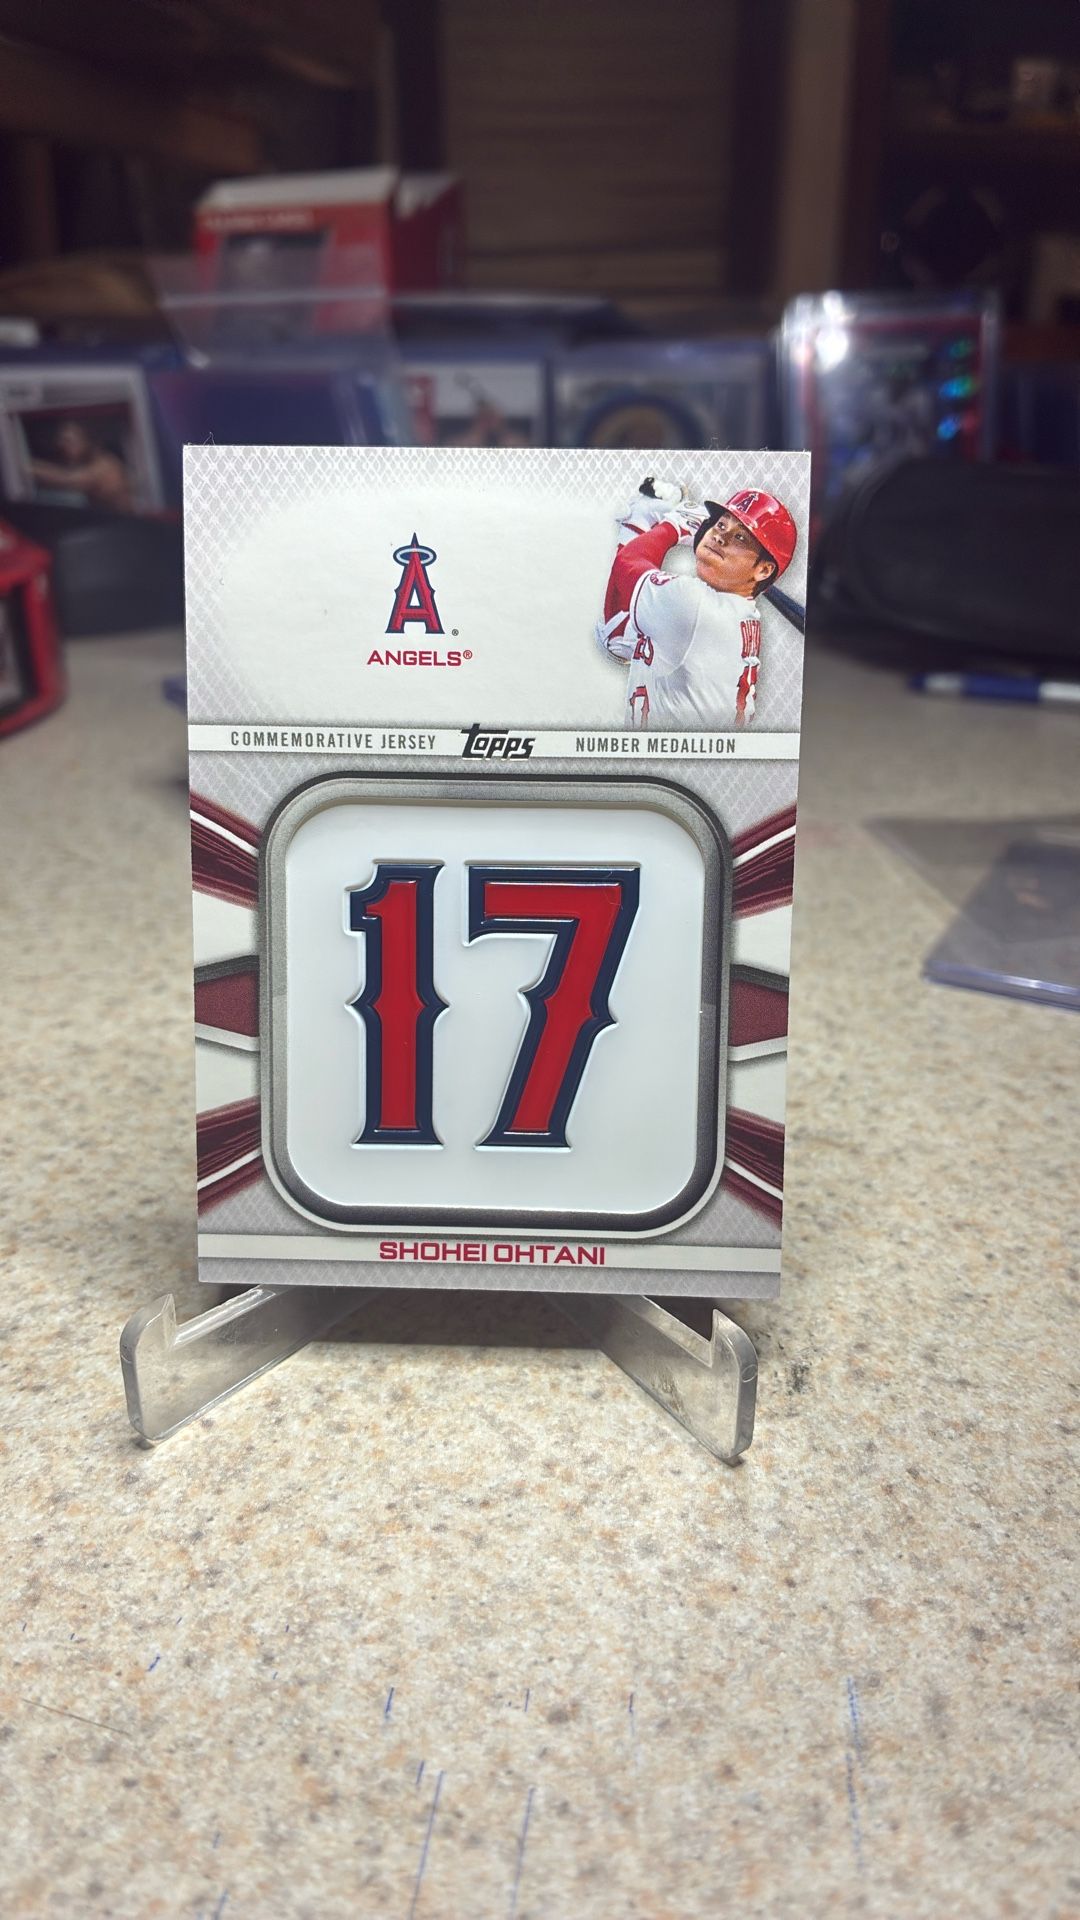 A
ANGELS®
COMMEMORATIVE JERSEY topps NUMBER MEDALLION
17
SHOHEI OHTANI